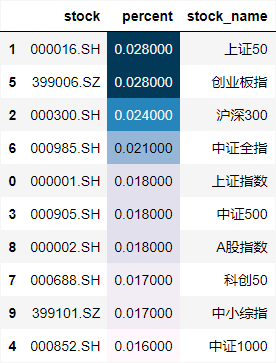 stock percent stock_name
1 000016.SH 0.028000 上证50
5 399006.SZ 0.028000 创业板指
2 000300.SH 0.024000 沪深300
6 000985.SH 0.021000 中证全指
0 000001.SH 0.018000 上证指数
3 000905.SH 0.018000 中证500
8 000002.SH 0.018000 A股指数
7 000688.SH 0.017000 科创50
9 399101.SZ 0.017000 中小综指
4 000852.SH 0.016000 中证1000